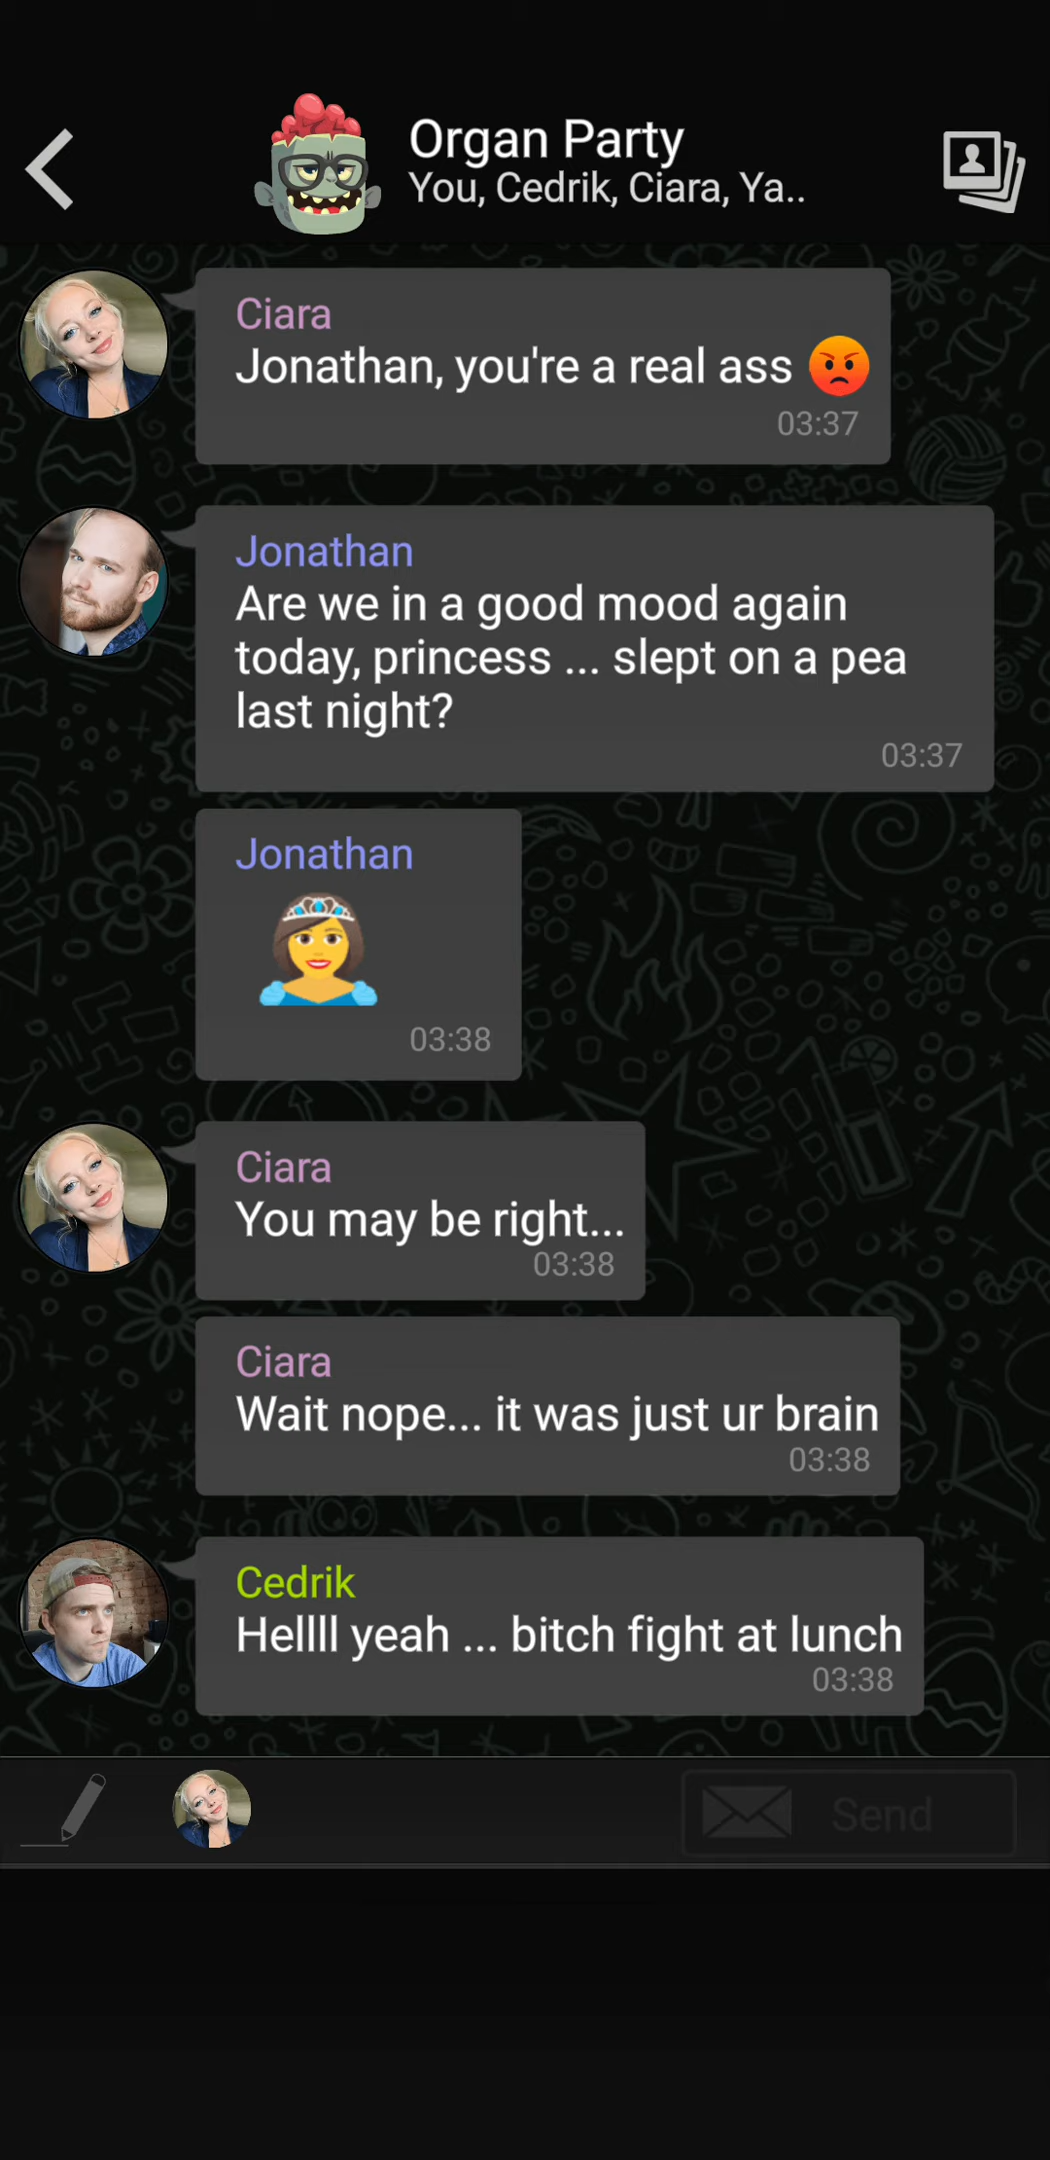 Organ Party
You, Cedrik, Ciara, Ya..
Ciara
Jonathan, you're a real ass 😡
03:37
Jonathan
Are we in a good mood again
today, princess ... slept on a pea
last night?
03:37
Jonathan
👸
03:38
Ciara
You may be right...
03:38
Ciara
Wait nope... it was just ur brain
03:38
Cedrik
Hellll yeah ... bitch fight at lunch
03:38
Send